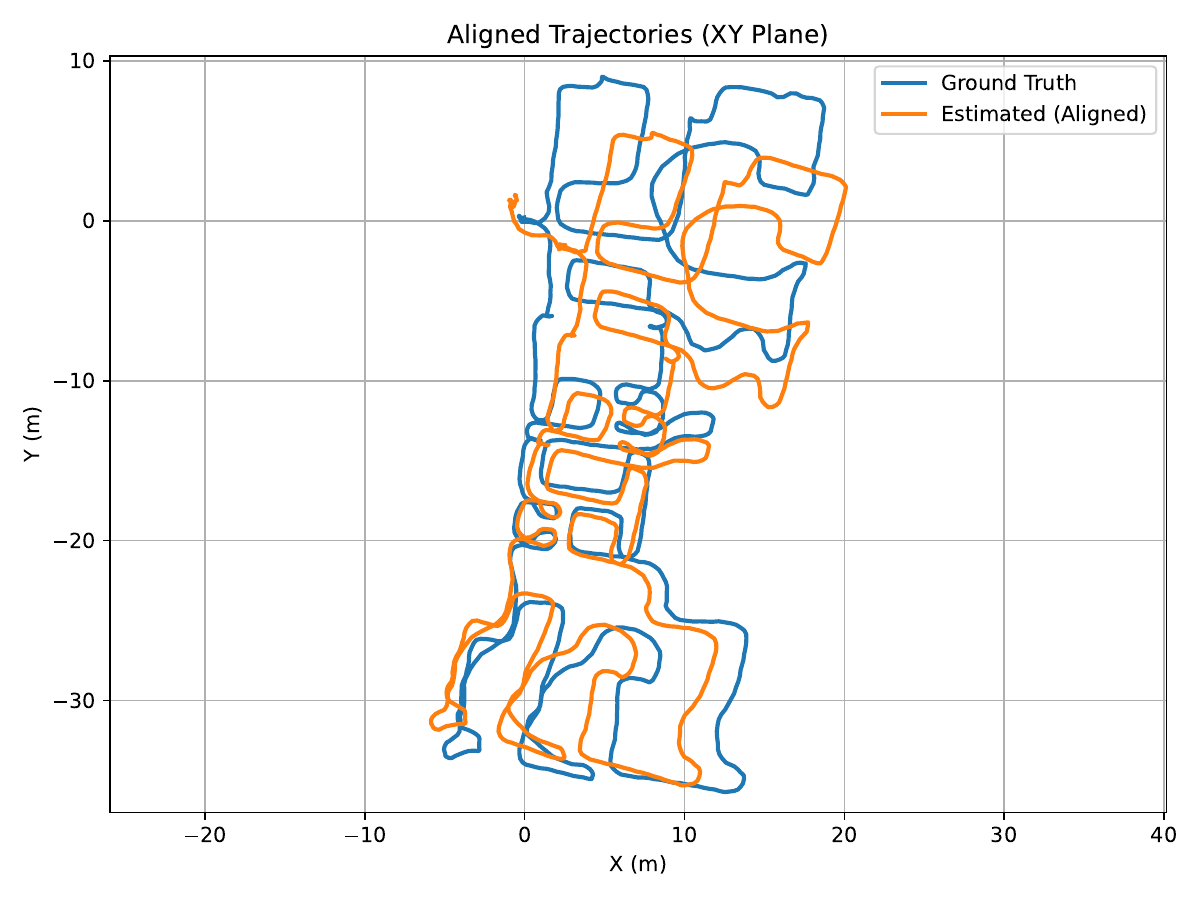 Aligned Trajectories (XY Plane)
Ground Truth
Estimated (Aligned)
10
0
−10
−20
−30
Y (m)
−20
−10
0
10
20
30
40
X (m)